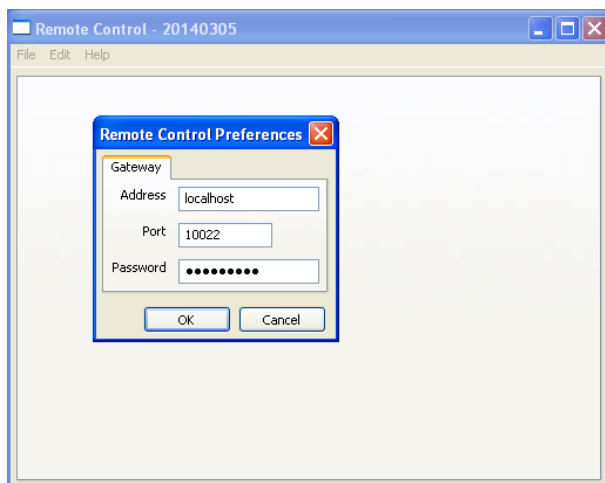 Remote Control - 20140305
File Edit Help
Remote Control Preferences
Gateway
Address localhost
Port 10022
Password •••••••••
OK Cancel